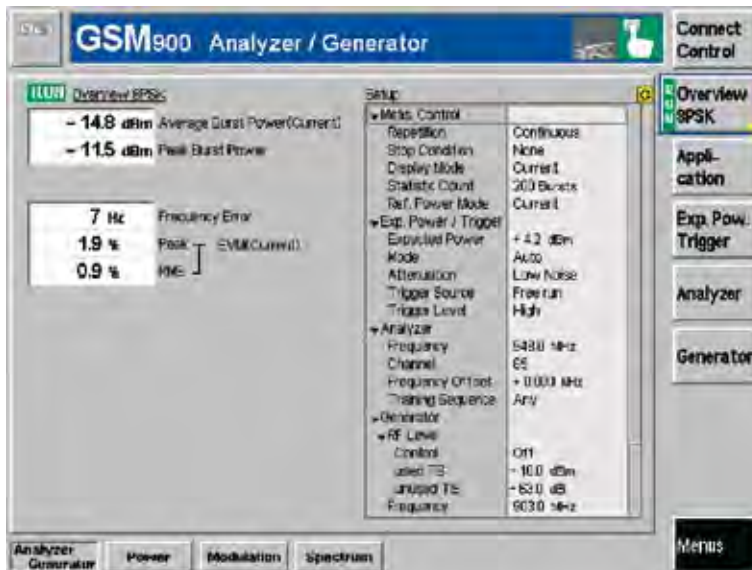 GSM900 Analyzer / Generator
Connect
Control
RUN Overview 8PSK
- 14.8 dBm Average Burst Power(Current)
- 11.5 dBm Peak Burst Power
7 Hz Frequency Error
1.9 % Peak EVM(Current)
0.9 % RMS
Setup
Meas. Control
Repetition Continuous
Stop Condition None
Display Mode Current
Statistic Count 200 Bursts
Ref. Power Mode Current
Exp. Power / Trigger
Expected Power + 4.2 dBm
Mode Auto
Attenuation Low Noise
Trigger Source Free run
Trigger Level High
Analyzer
Frequency MHz
Channel 65
Frequency Offset + 0.000 kHz
Training Sequence Any
Generator
RF Level
Control Off
used TS - 10.0 dBm
unused TS - 63.0 dB
Frequency 903.0 MHz
Overview
8PSK
Appli-
cation
Exp. Pow.
Trigger
Analyzer
Generator
Menus
Analyzer
Generator
Power
Modulation
Spectrum